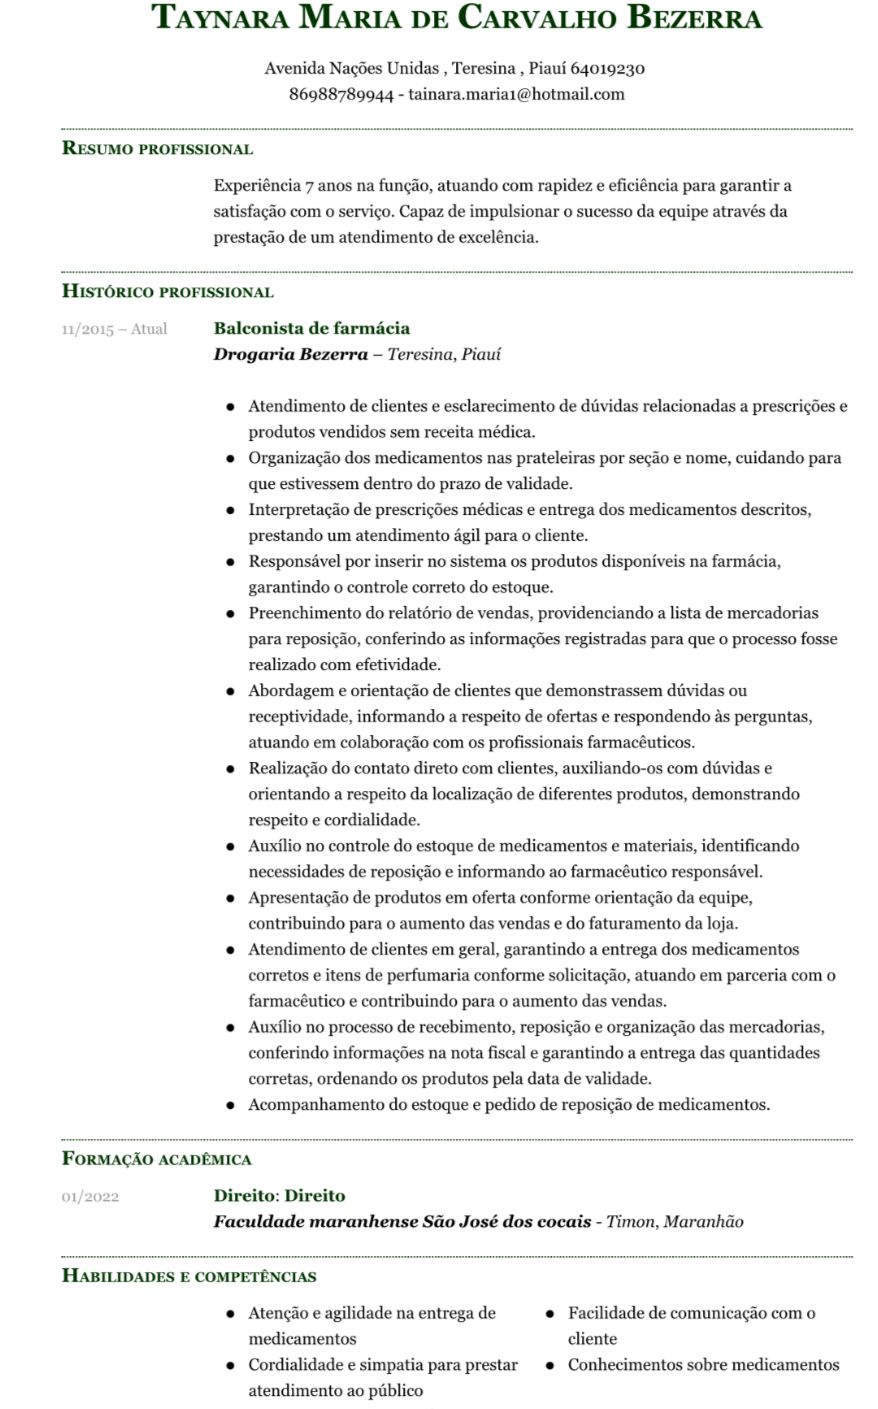 Taynara Maria de Carvalho Bezerra
Avenida Nações Unidas , Teresina , Piauí 64019230
86988789944 - tainara.maria1@hotmail.com
Resumo profissional
Experiência 7 anos na função, atuando com rapidez e eficiência para garantir a
satisfação com o serviço. Capaz de impulsionar o sucesso da equipe através da
prestação de um atendimento de excelência.
Histórico profissional
11/2015 – Atual
Balconista de farmácia
Drogaria Bezerra – Teresina, Piauí
● Atendimento de clientes e esclarecimento de dúvidas relacionadas a prescrições e
produtos vendidos sem receita médica.
● Organização dos medicamentos nas prateleiras por seção e nome, cuidando para
que estivessem dentro do prazo de validade.
● Interpretação de prescrições médicas e entrega dos medicamentos descritos,
prestando um atendimento ágil para o cliente.
● Responsável por inserir no sistema os produtos disponíveis na farmácia,
garantindo o controle correto do estoque.
● Preenchimento do relatório de vendas, providenciando a lista de mercadorias
para reposição, conferindo as informações registradas para que o processo fosse
realizado com efetividade.
● Abordagem e orientação de clientes que demonstrassem dúvidas ou
receptividade, informando a respeito de ofertas e respondendo às perguntas,
atuando em colaboração com os profissionais farmacêuticos.
● Realização do contato direto com clientes, auxiliando-os com dúvidas e
orientando a respeito da localização de diferentes produtos, demonstrando
respeito e cordialidade.
● Auxílio no controle do estoque de medicamentos e materiais, identificando
necessidades de reposição e informando ao farmacêutico responsável.
● Apresentação de produtos em oferta conforme orientação da equipe,
contribuindo para o aumento das vendas e do faturamento da loja.
● Atendimento de clientes em geral, garantindo a entrega dos medicamentos
corretos e itens de perfumaria conforme solicitação, atuando em parceria com o
farmacêutico e contribuindo para o aumento das vendas.
● Auxílio no processo de recebimento, reposição e organização das mercadorias,
conferindo informações na nota fiscal e garantindo a entrega das quantidades
corretas, ordenando os produtos pela data de validade.
● Acompanhamento do estoque e pedido de reposição de medicamentos.
Formação acadêmica
01/2022
Direito: Direito
Faculdade maranhense São José dos cocais - Timon, Maranhão
Habilidades e competências
● Atenção e agilidade na entrega de
medicamentos
● Cordialidade e simpatia para prestar
atendimento ao público
● Facilidade de comunicação com o
cliente
● Conhecimentos sobre medicamentos